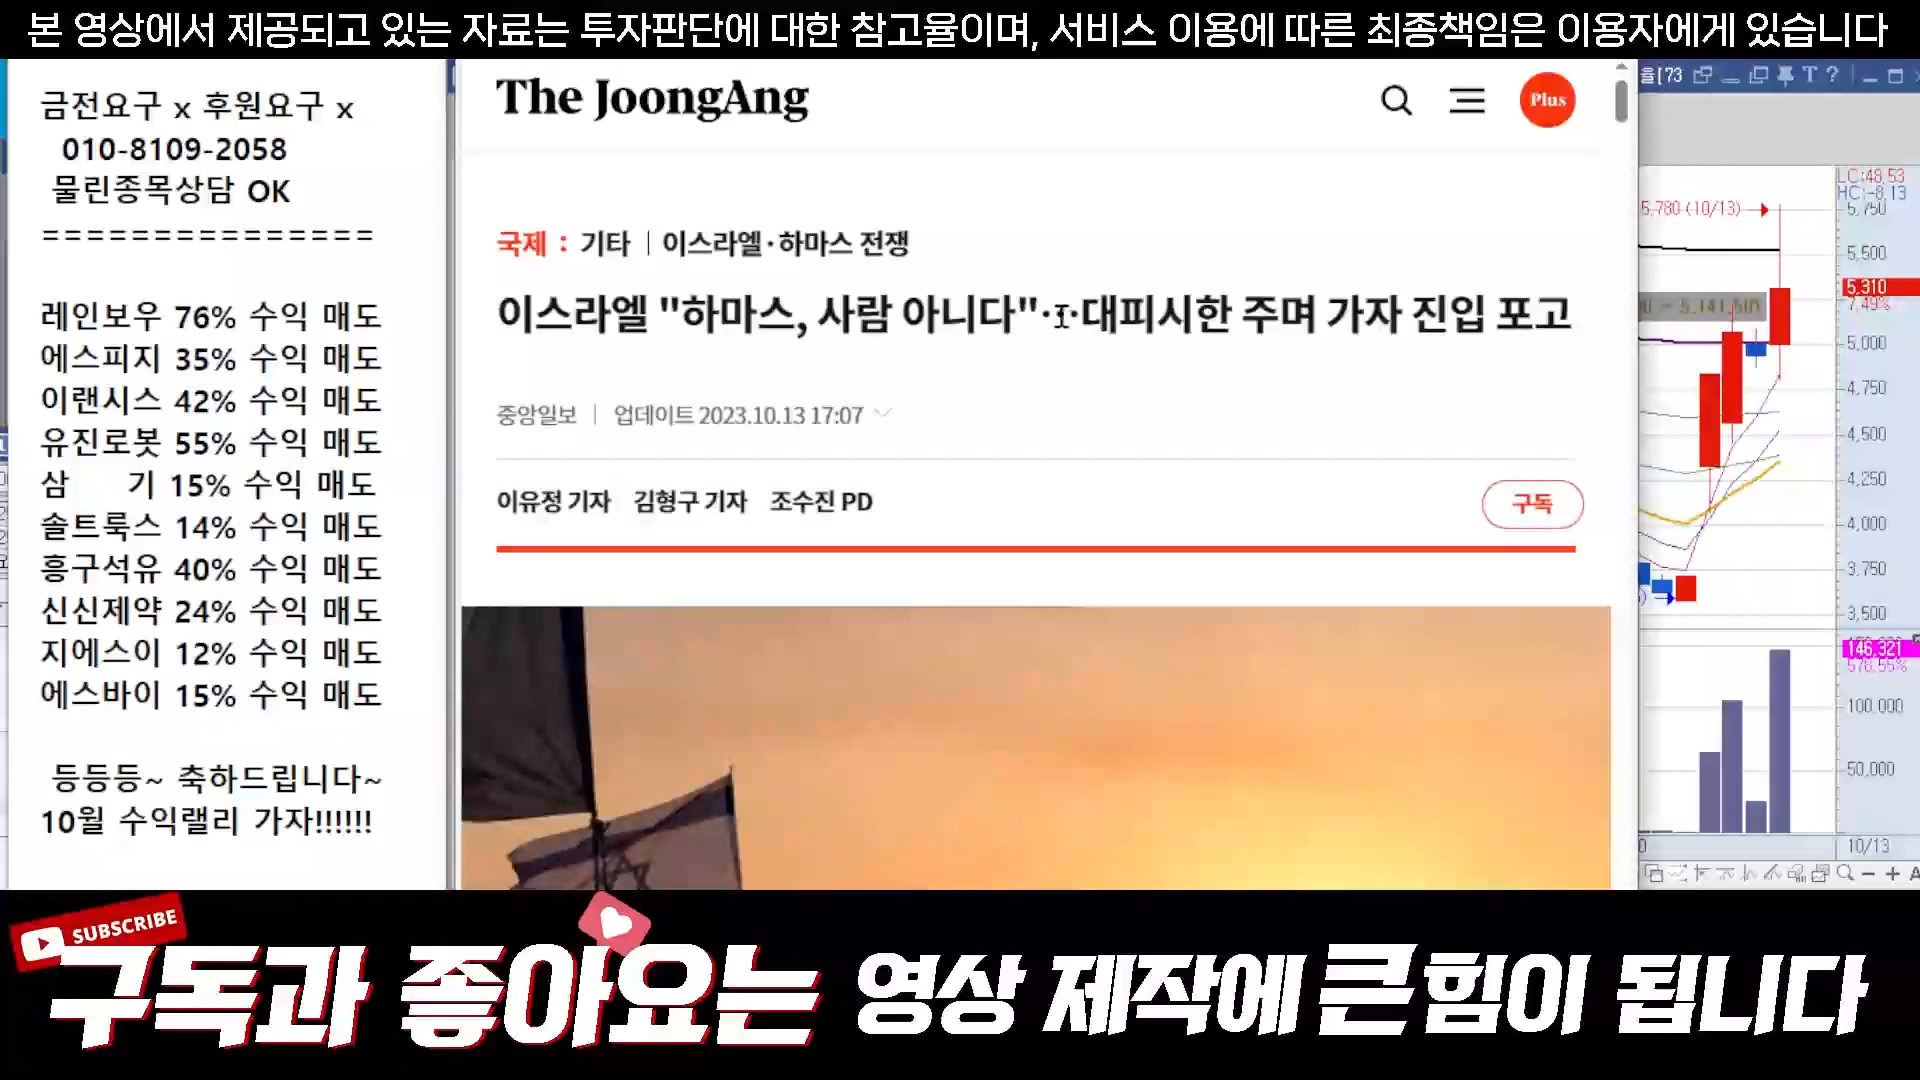 본 영상에서 제공되고 있는 자료는 투자판단에 대한 참고율이며, 서비스 이용에 따른 최종책임은 이용자에게 있습니다
금전요구 x 후원요구 x
010-8109-2058
물린종목상담 OK
===============
레인보우 76% 수익 매도
에스피지 35% 수익 매도
이랜시스 42% 수익 매도
유진로봇 55% 수익 매도
삼 기 15% 수익 매도
솔트룩스 14% 수익 매도
흥구석유 40% 수익 매도
신신제약 24% 수익 매도
지에스이 12% 수익 매도
에스바이 15% 수익 매도
등등등~ 축하드립니다~
10월 수익랠리 가자!!!!!!
The JoongAng
Plus
국제 : 기타 | 이스라엘·하마스 전쟁
이스라엘 "하마스, 사람 아니다"···대피시한 주며 가자 진입 포고
중앙일보 | 업데이트 2023.10.13 17:07
이유정 기자 김형구 기자 조수진 PD
구독
율[73
LC:48.53
HC:-8.13
5,780 (10/13)
5,750
5,500
5,310
7.49%
5,000
4,750
4,500
4,250
4,000
3,750
3,500
146,321
578.55%
100,000
50,000
10/13
SUBSCRIBE
구독과 좋아요는 영상 제작에 큰힘이 됩니다